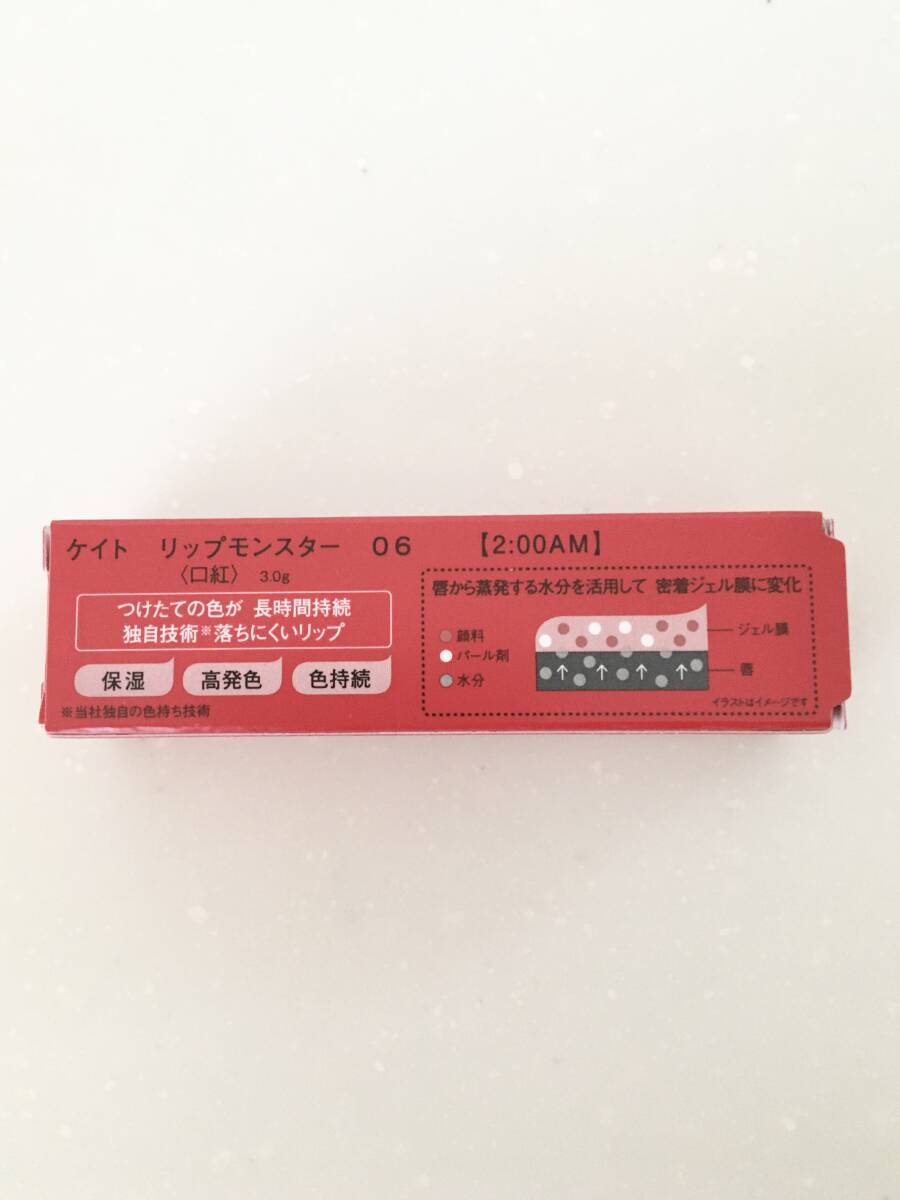 ケイト リップモンスター 06 【2:00AM】
〈口紅〉 3.0g
つけたての色が 長時間持続
独自技術※落ちにくいリップ
保湿 高発色 色持続
※当社独自の色持ち技術
唇から蒸発する水分を活用して 密着ジェル膜に変化
顔料
パール剤
水分
ジェル膜
唇
イラストはイメージです